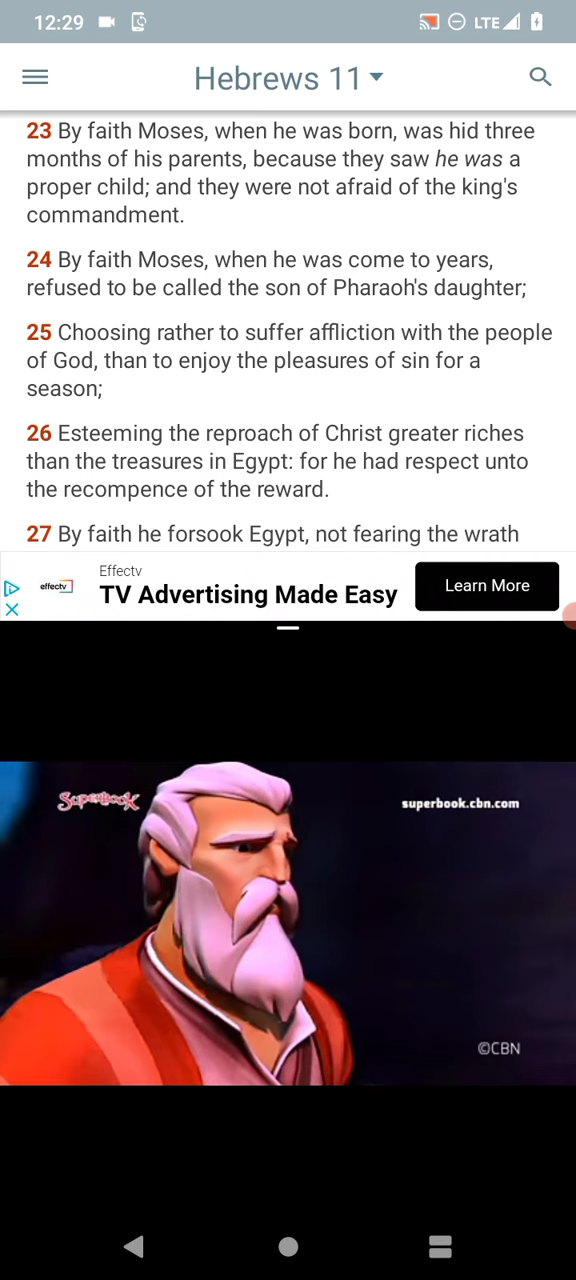 12:29
LTE
Hebrews 11
23 By faith Moses, when he was born, was hid three
months of his parents, because they saw he was a
proper child; and they were not afraid of the king's
commandment.
24 By faith Moses, when he was come to years,
refused to be called the son of Pharaoh's daughter;
25 Choosing rather to suffer affliction with the people
of God, than to enjoy the pleasures of sin for a
season;
26 Esteeming the reproach of Christ greater riches
than the treasures in Egypt: for he had respect unto
the recompence of the reward.
27 By faith he forsook Egypt, not fearing the wrath
Effectv
effectv
TV Advertising Made Easy
Learn More
Superbook
superbook.cbn.com
©CBN